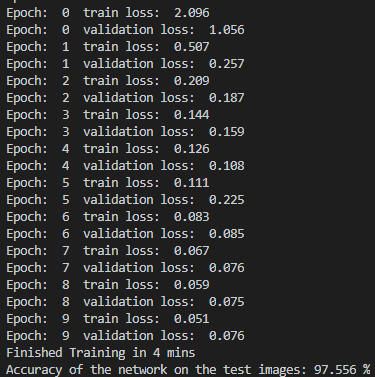 Epoch:  0  train loss:  2.096
Epoch:  0  validation loss:  1.056
Epoch:  1  train loss:  0.507
Epoch:  1  validation loss:  0.257
Epoch:  2  train loss:  0.209
Epoch:  2  validation loss:  0.187
Epoch:  3  train loss:  0.144
Epoch:  3  validation loss:  0.159
Epoch:  4  train loss:  0.126
Epoch:  4  validation loss:  0.108
Epoch:  5  train loss:  0.111
Epoch:  5  validation loss:  0.225
Epoch:  6  train loss:  0.083
Epoch:  6  validation loss:  0.085
Epoch:  7  train loss:  0.067
Epoch:  7  validation loss:  0.076
Epoch:  8  train loss:  0.059
Epoch:  8  validation loss:  0.075
Epoch:  9  train loss:  0.051
Epoch:  9  validation loss:  0.076
Finished Training in 4 mins
Accuracy of the network on the test images: 97.556 %